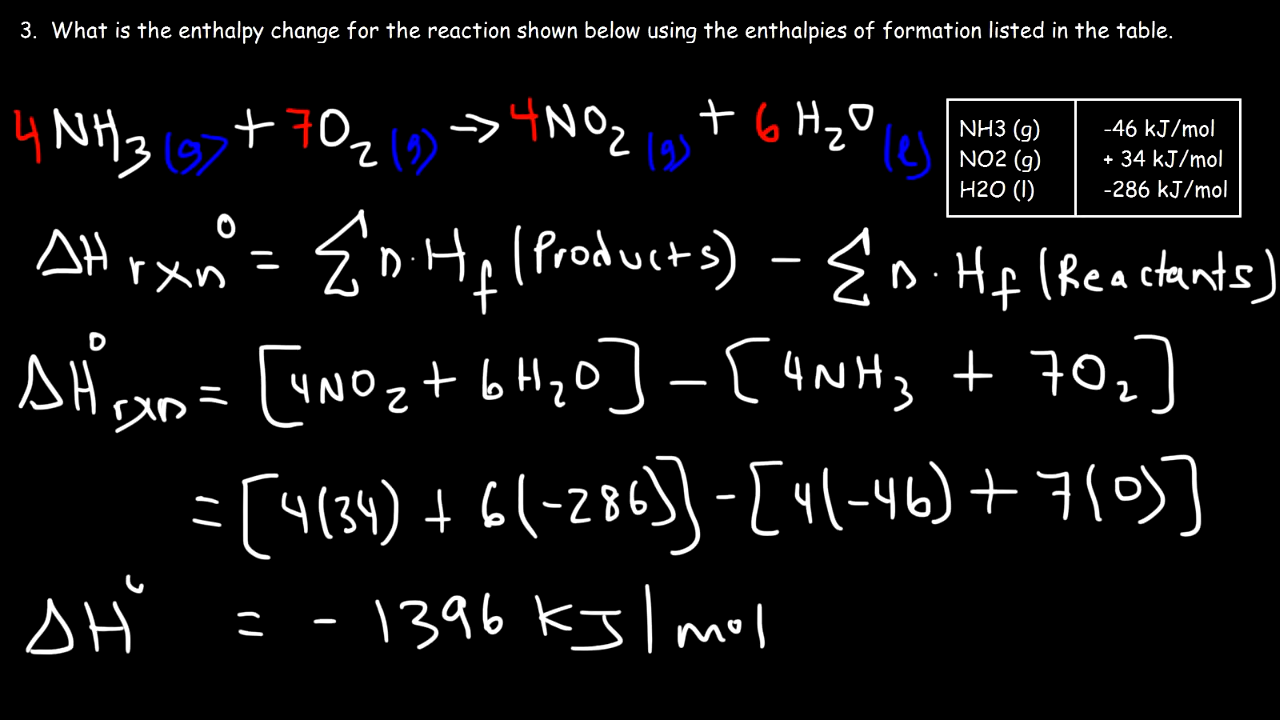 3. What is the enthalpy change for the reaction shown below using the enthalpies of formation listed in the table.
4NH₃(g) + 7O₂(g) → 4NO₂(g) + 6H₂O(l)
NH3 (g) -46 kJ/mol
NO2 (g) + 34 kJ/mol
H2O (l) -286 kJ/mol
ΔHrxn° = Σn·Hf(Products) - Σn·Hf(Reactants)
ΔH°rxn = [4NO₂ + 6H₂O] - [4NH₃ + 7O₂]
= [4(34) + 6(-286)] - [4(-46) + 7(0)]
ΔH° = -1396 kJ/mol